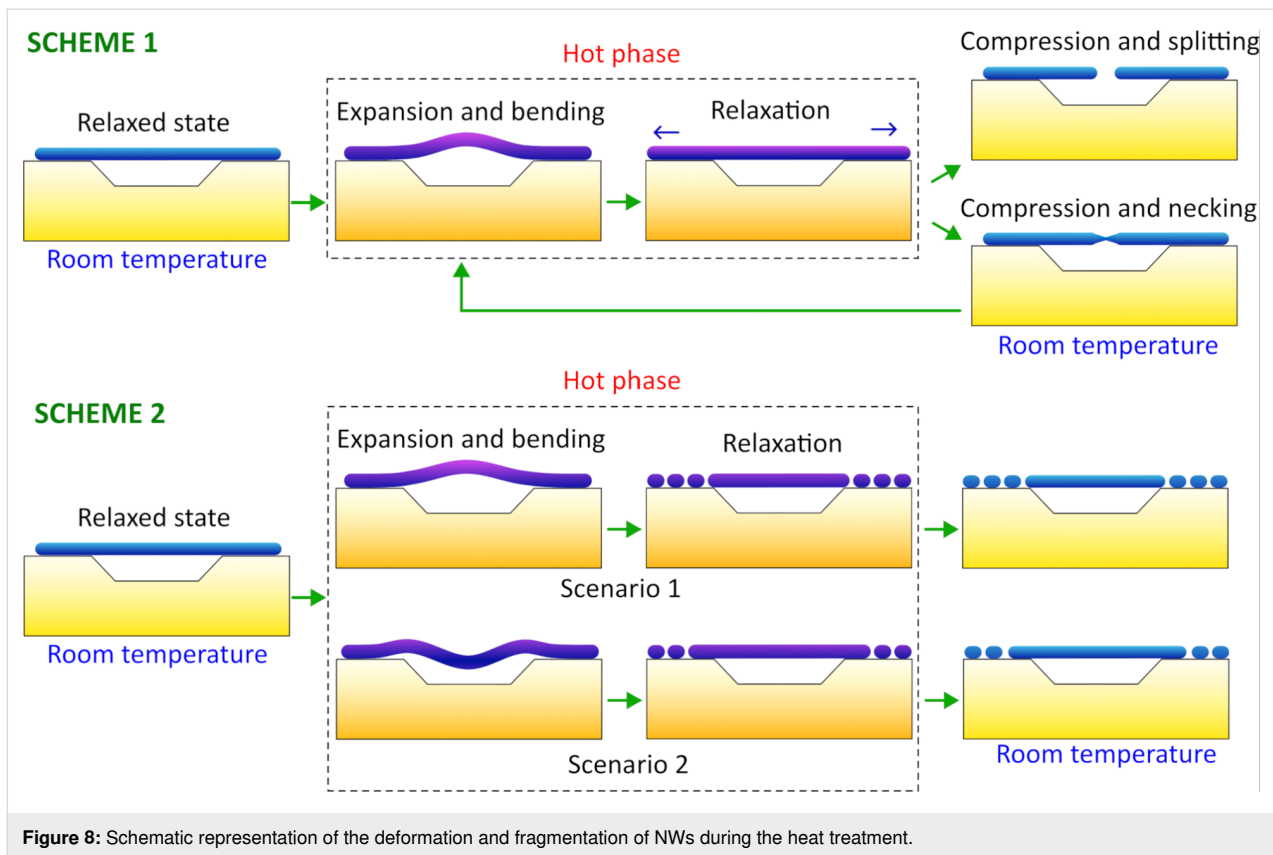 SCHEME 1
Hot phase
Compression and splitting
Relaxed state
Expansion and bending
Relaxation
Room temperature
Compression and necking
Room temperature
SCHEME 2
Hot phase
Expansion and bending
Relaxation
Relaxed state
Scenario 1
Room temperature
Scenario 2
Room temperature
Figure 8: Schematic representation of the deformation and fragmentation of NWs during the heat treatment.